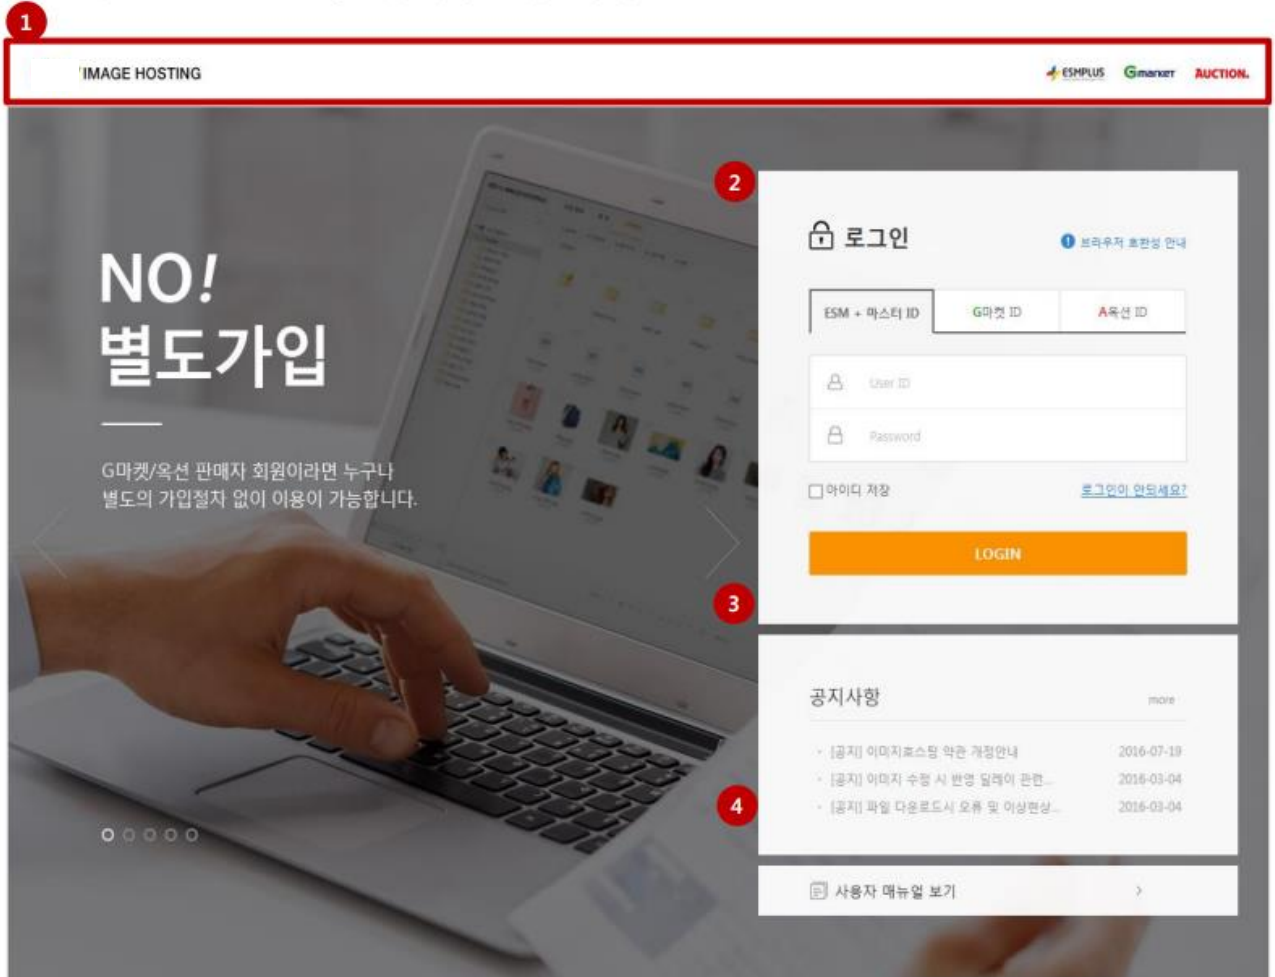 1
IMAGE HOSTING
ESMPLUS Gmarket AUCTION.
2
로그인
브라우저 호환성 안내
NO!
별도가입
ESM + 마스터 ID
G마켓 ID
A옥션 ID
User ID
Password
G마켓/옥션 판매자 회원이라면 누구나
별도의 가입절차 없이 이용이 가능합니다.
아이디 저장
로그인이 안되세요?
LOGIN
3
공지사항
more
[공지] 이미지호스팅 약관 개정안내 2016-07-19
[공지] 이미지 수정 시 반영 딜레이 관련... 2016-03-04
[공지] 파일 다운로드시 오류 및 이상현상... 2016-03-04
4
사용자 매뉴얼 보기